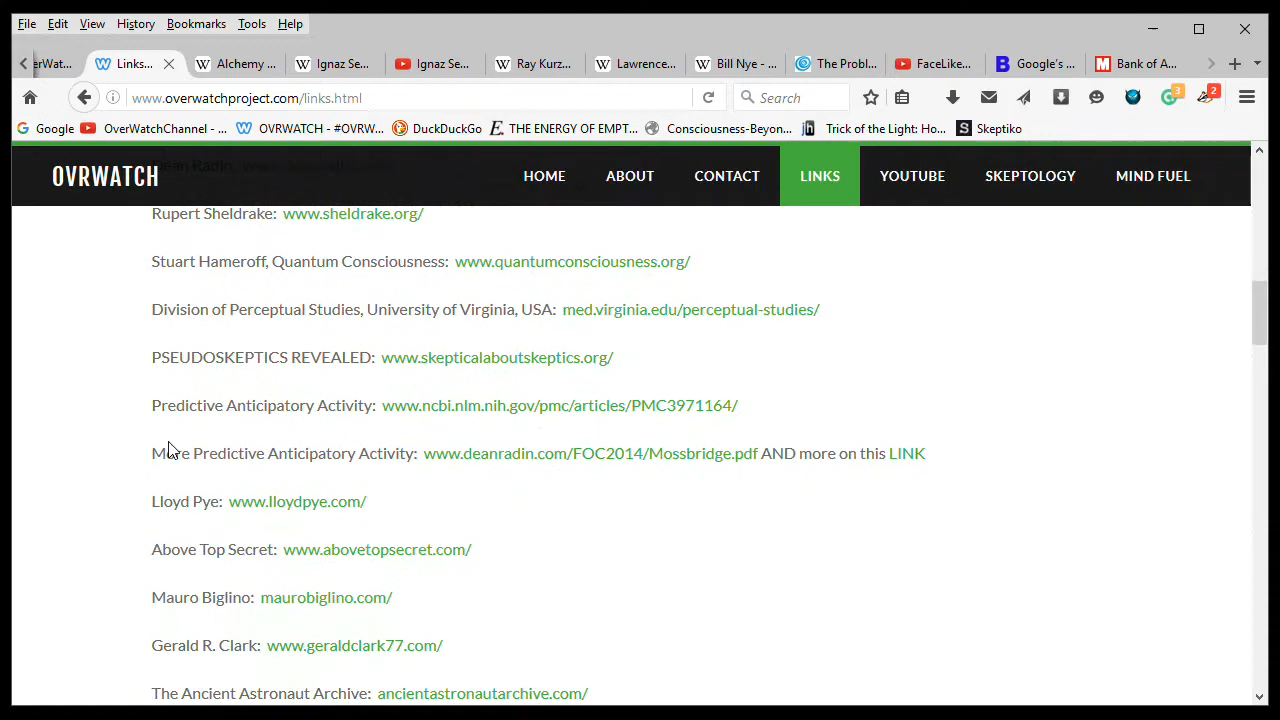 File Edit View History Bookmarks Tools Help
erWat... Links... Alchemy ... Ignaz Se... Ignaz Se... Ray Kurz... Lawrence... Bill Nye - ... The Probl... FaceLike... Google's ... Bank of A...
www.overwatchproject.com/links.html Search 3 2
Google OverWatchChannel - ... OVRWATCH - #OVRW... DuckDuckGo THE ENERGY OF EMPT... Consciousness-Beyon... Trick of the Light: Ho... Skeptiko
OVRWATCH HOME ABOUT CONTACT LINKS YOUTUBE SKEPTOLOGY MIND FUEL
Rupert Sheldrake: www.sheldrake.org/
Stuart Hameroff, Quantum Consciousness: www.quantumconsciousness.org/
Division of Perceptual Studies, University of Virginia, USA: med.virginia.edu/perceptual-studies/
PSEUDOSKEPTICS REVEALED: www.skepticalaboutskeptics.org/
Predictive Anticipatory Activity: www.ncbi.nlm.nih.gov/pmc/articles/PMC3971164/
More Predictive Anticipatory Activity: www.deanradin.com/FOC2014/Mossbridge.pdf AND more on this LINK
Lloyd Pye: www.lloydpye.com/
Above Top Secret: www.abovetopsecret.com/
Mauro Biglino: maurobiglino.com/
Gerald R. Clark: www.geraldclark77.com/
The Ancient Astronaut Archive: ancientastronautarchive.com/